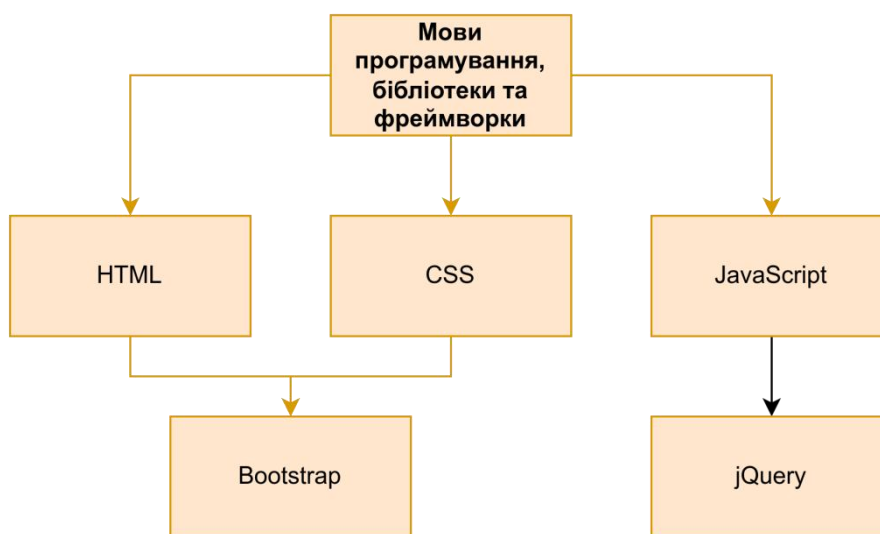 Мови
програмування,
бібліотеки та
фреймворки
HTML
CSS
JavaScript
Bootstrap
jQuery